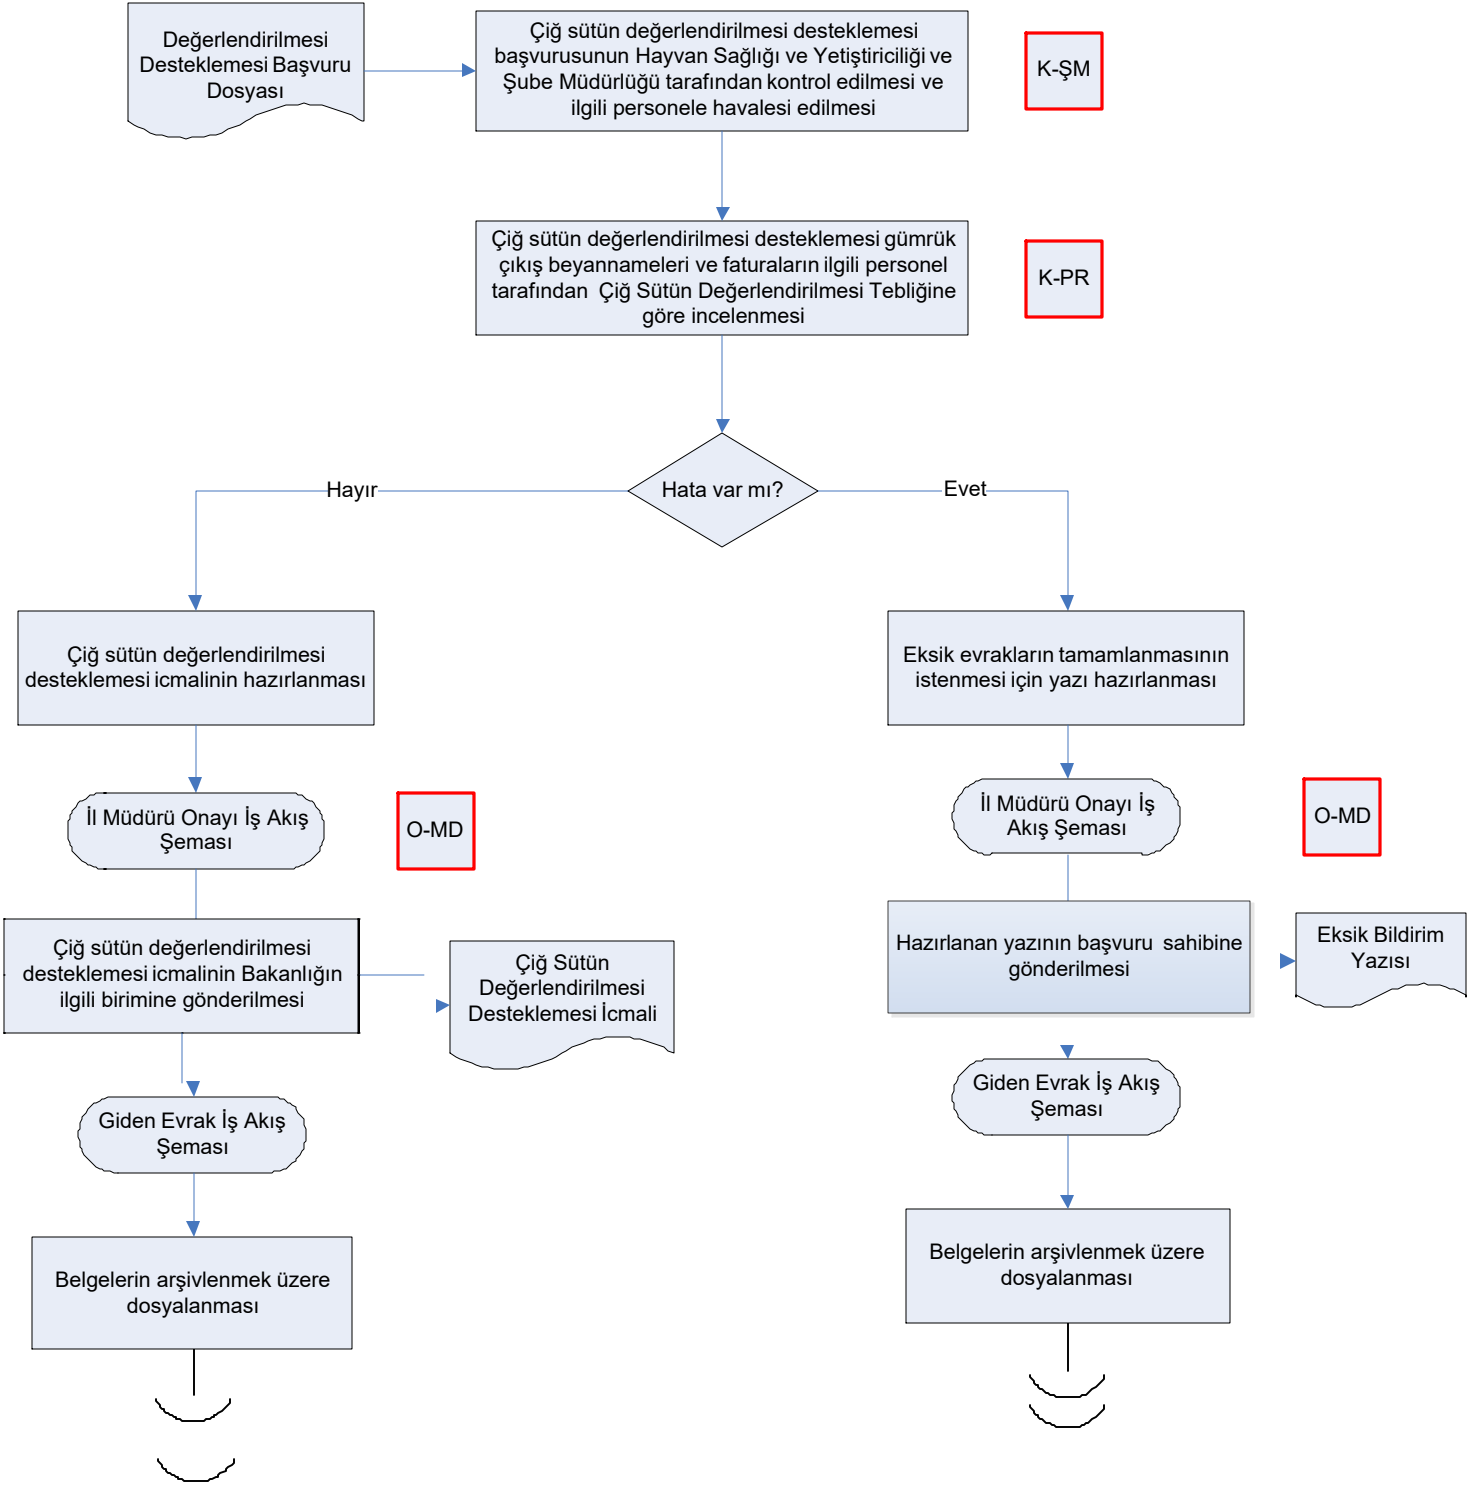 Değerlendirilmesi
Desteklemesi Başvuru
Dosyası
Çiğ sütün değerlendirilmesi desteklemesi
başvurusunun Hayvan Sağlığı ve Yetiştiriciliği ve
Şube Müdürlüğü tarafından kontrol edilmesi ve
ilgili personele havalesi edilmesi
K-ŞM
Çiğ sütün değerlendirilmesi desteklemesi gümrük
çıkış beyannameleri ve faturaların ilgili personel
tarafından Çiğ Sütün Değerlendirilmesi Tebliğine
göre incelenmesi
K-PR
Hata var mı?
Hayır
Evet
Çiğ sütün değerlendirilmesi
desteklemesi icmalinin hazırlanması
Eksik evrakların tamamlanmasının
istenmesi için yazı hazırlanması
İl Müdürü Onayı İş Akış
Şeması
O-MD
İl Müdürü Onayı İş
Akış Şeması
O-MD
Çiğ sütün değerlendirilmesi
desteklemesi icmalinin Bakanlığın
ilgili birimine gönderilmesi
Çiğ Sütün
Değerlendirilmesi
Desteklemesi İcmali
Hazırlanan yazının başvuru sahibine
gönderilmesi
Eksik Bildirim
Yazısı
Giden Evrak İş Akış
Şeması
Giden Evrak İş Akış
Şeması
Belgelerin arşivlenmek üzere
dosyalanması
Belgelerin arşivlenmek üzere
dosyalanması